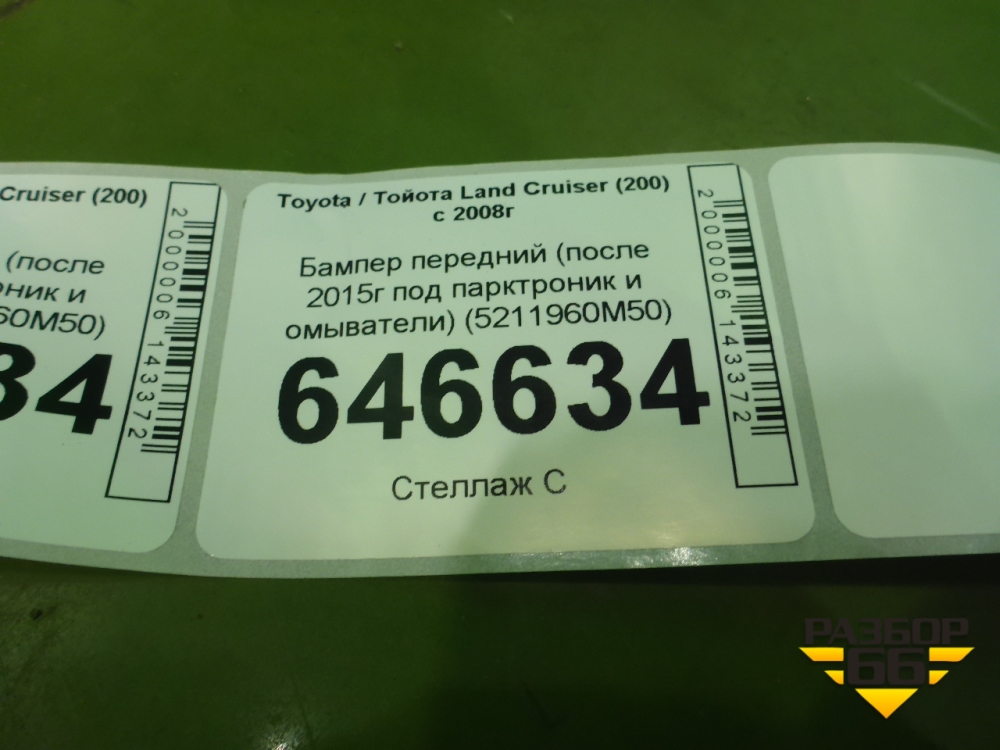 Cruiser (200)
(после
ник и
60M50)
34
2000006143372
Toyota / Тойота Land Cruiser (200)
с 2008г
Бампер передний (после
2015г под парктроник и
омыватели) (5211960M50)
646634
Стеллаж С
2000006143372
РАЗБОР
66